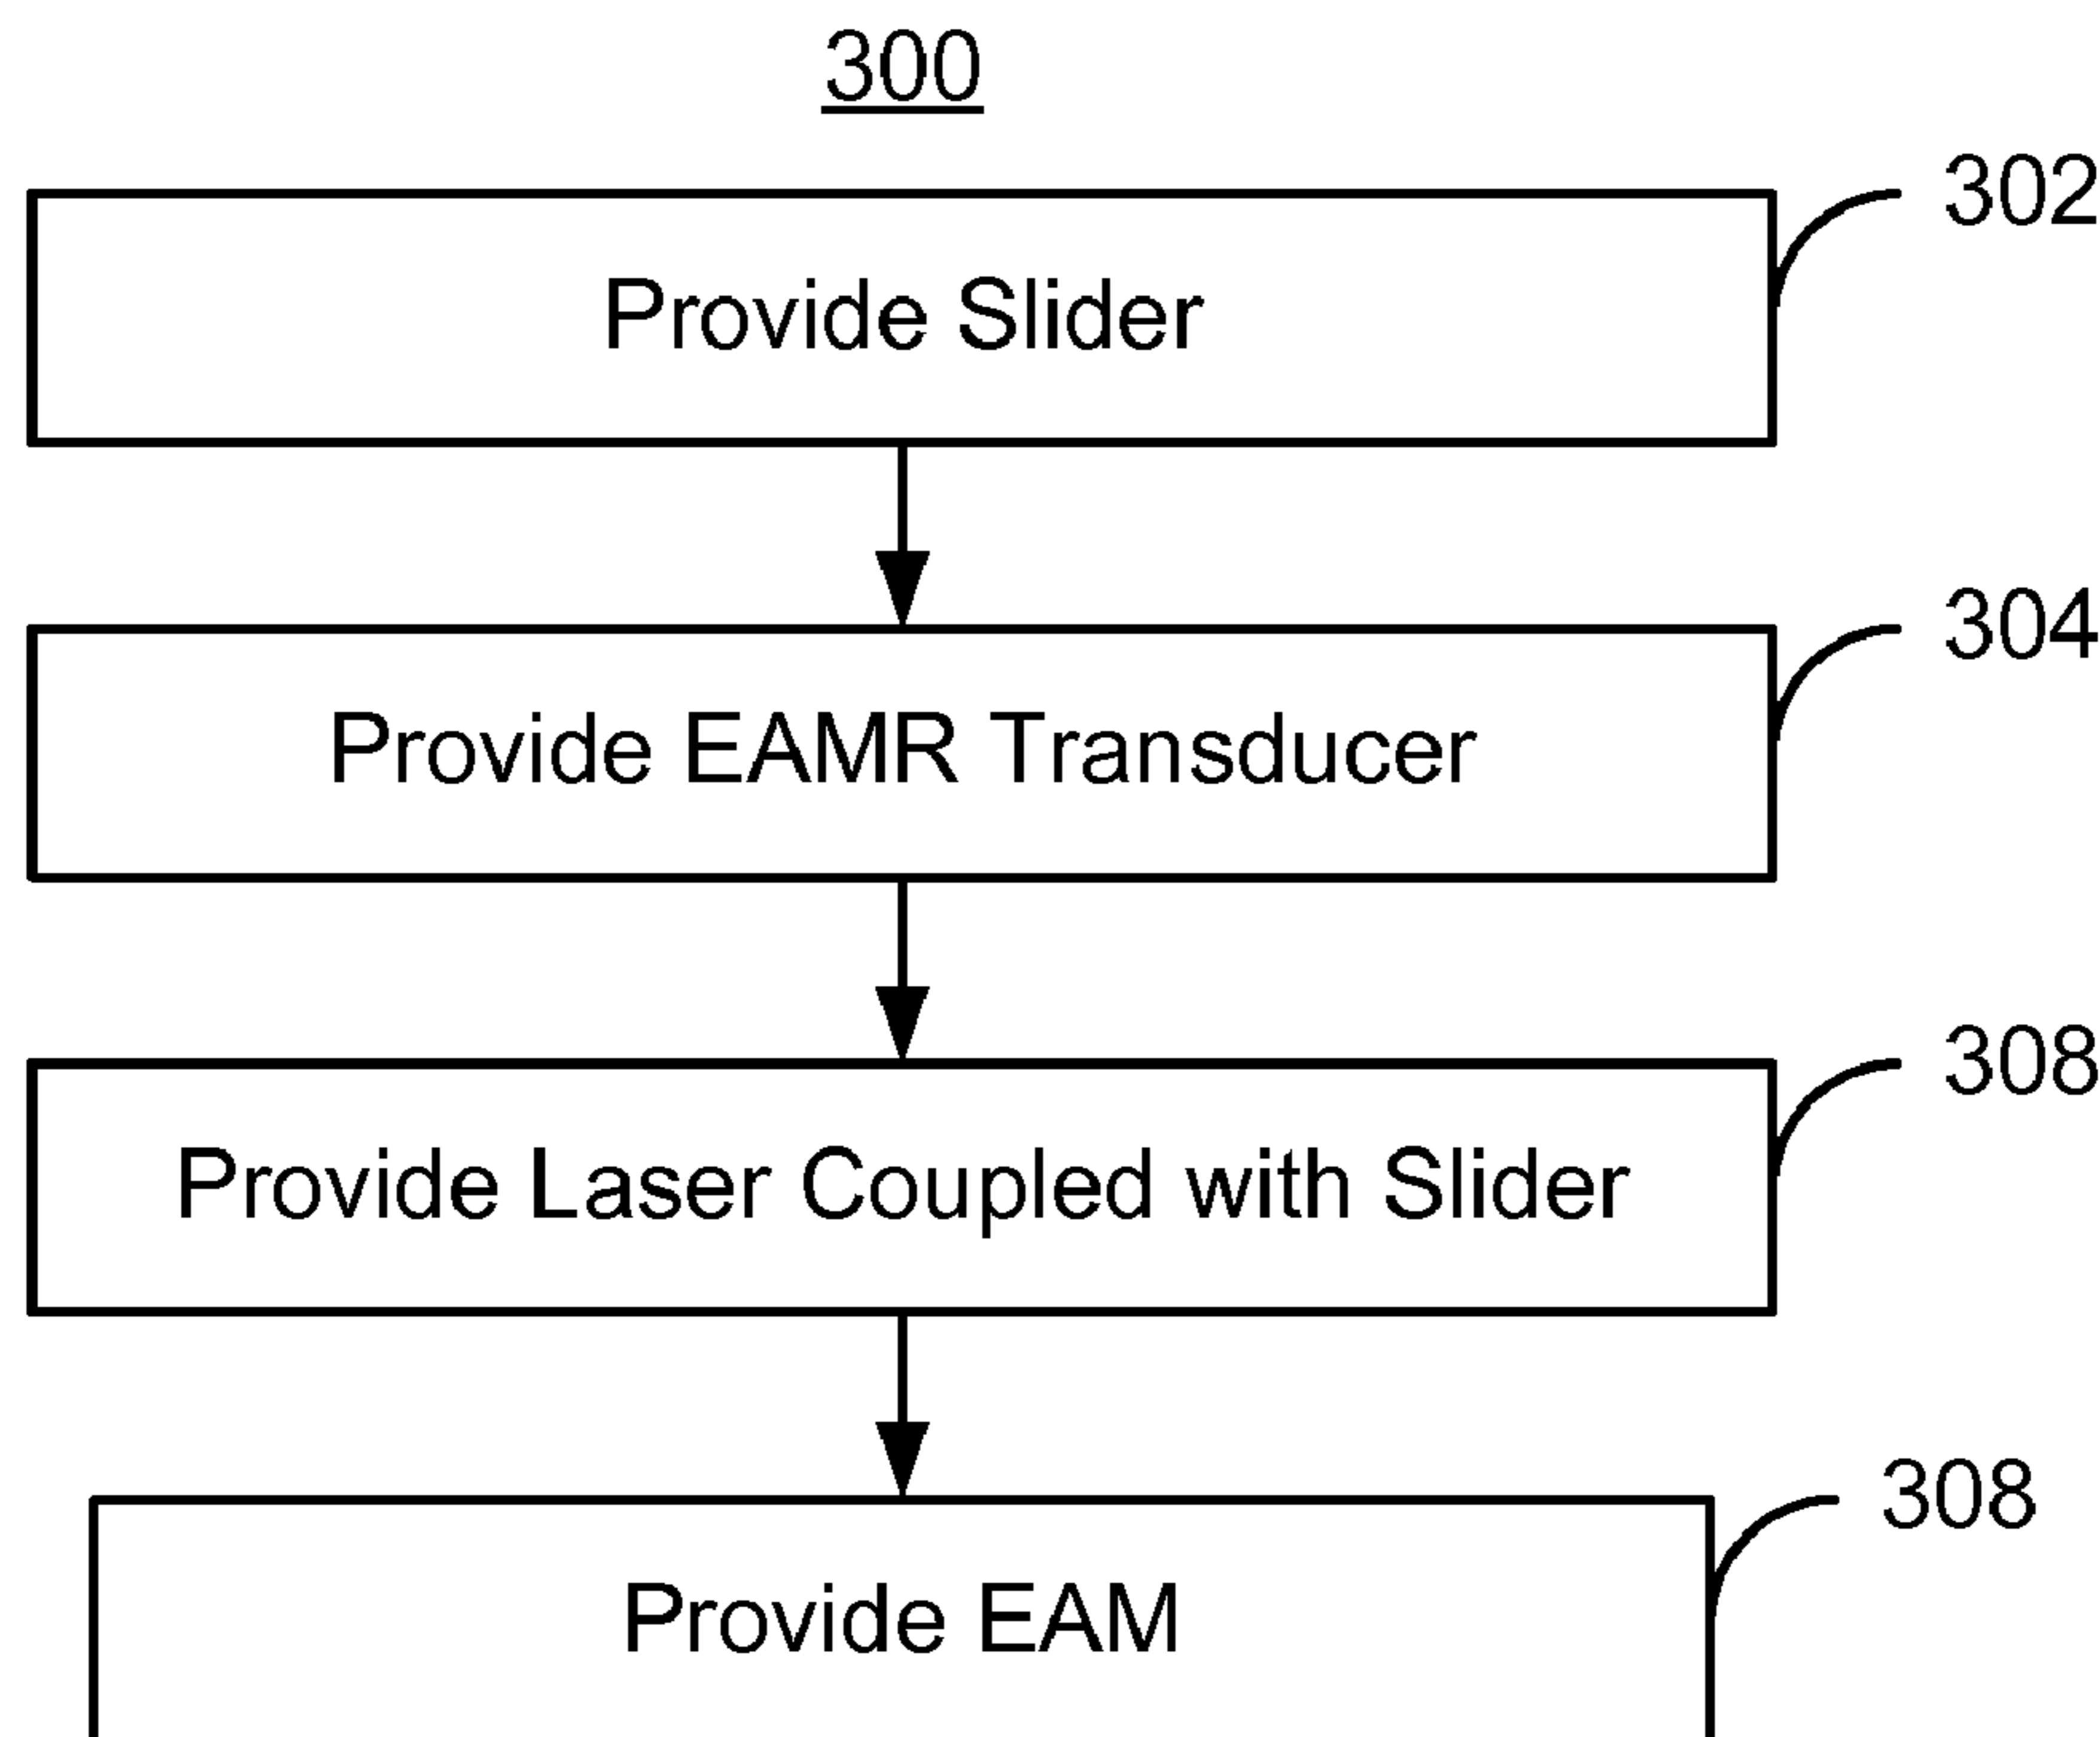 300
302
Provide Slider
304
Provide EAMR Transducer
308
Provide Laser Coupled with Slider
308
Provide EAM